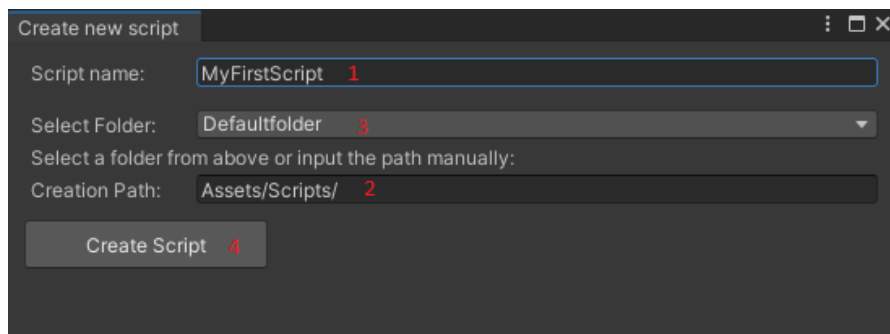 Create new script
Script name: MyFirstScript 1
Select Folder: Defaultfolder 3
Select a folder from above or input the path manually:
Creation Path: Assets/Scripts/ 2
Create Script 4